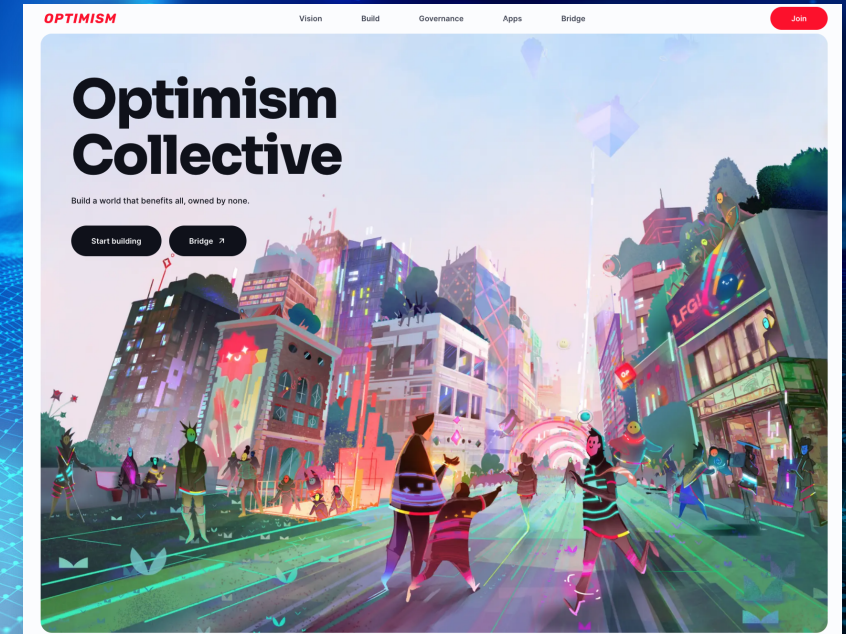 OPTIMISM
Vision
Build
Governance
Apps
Bridge
Join
Optimism
Collective
Build a world that benefits all, owned by none.
Start building
Bridge ↗
LFG!
OP